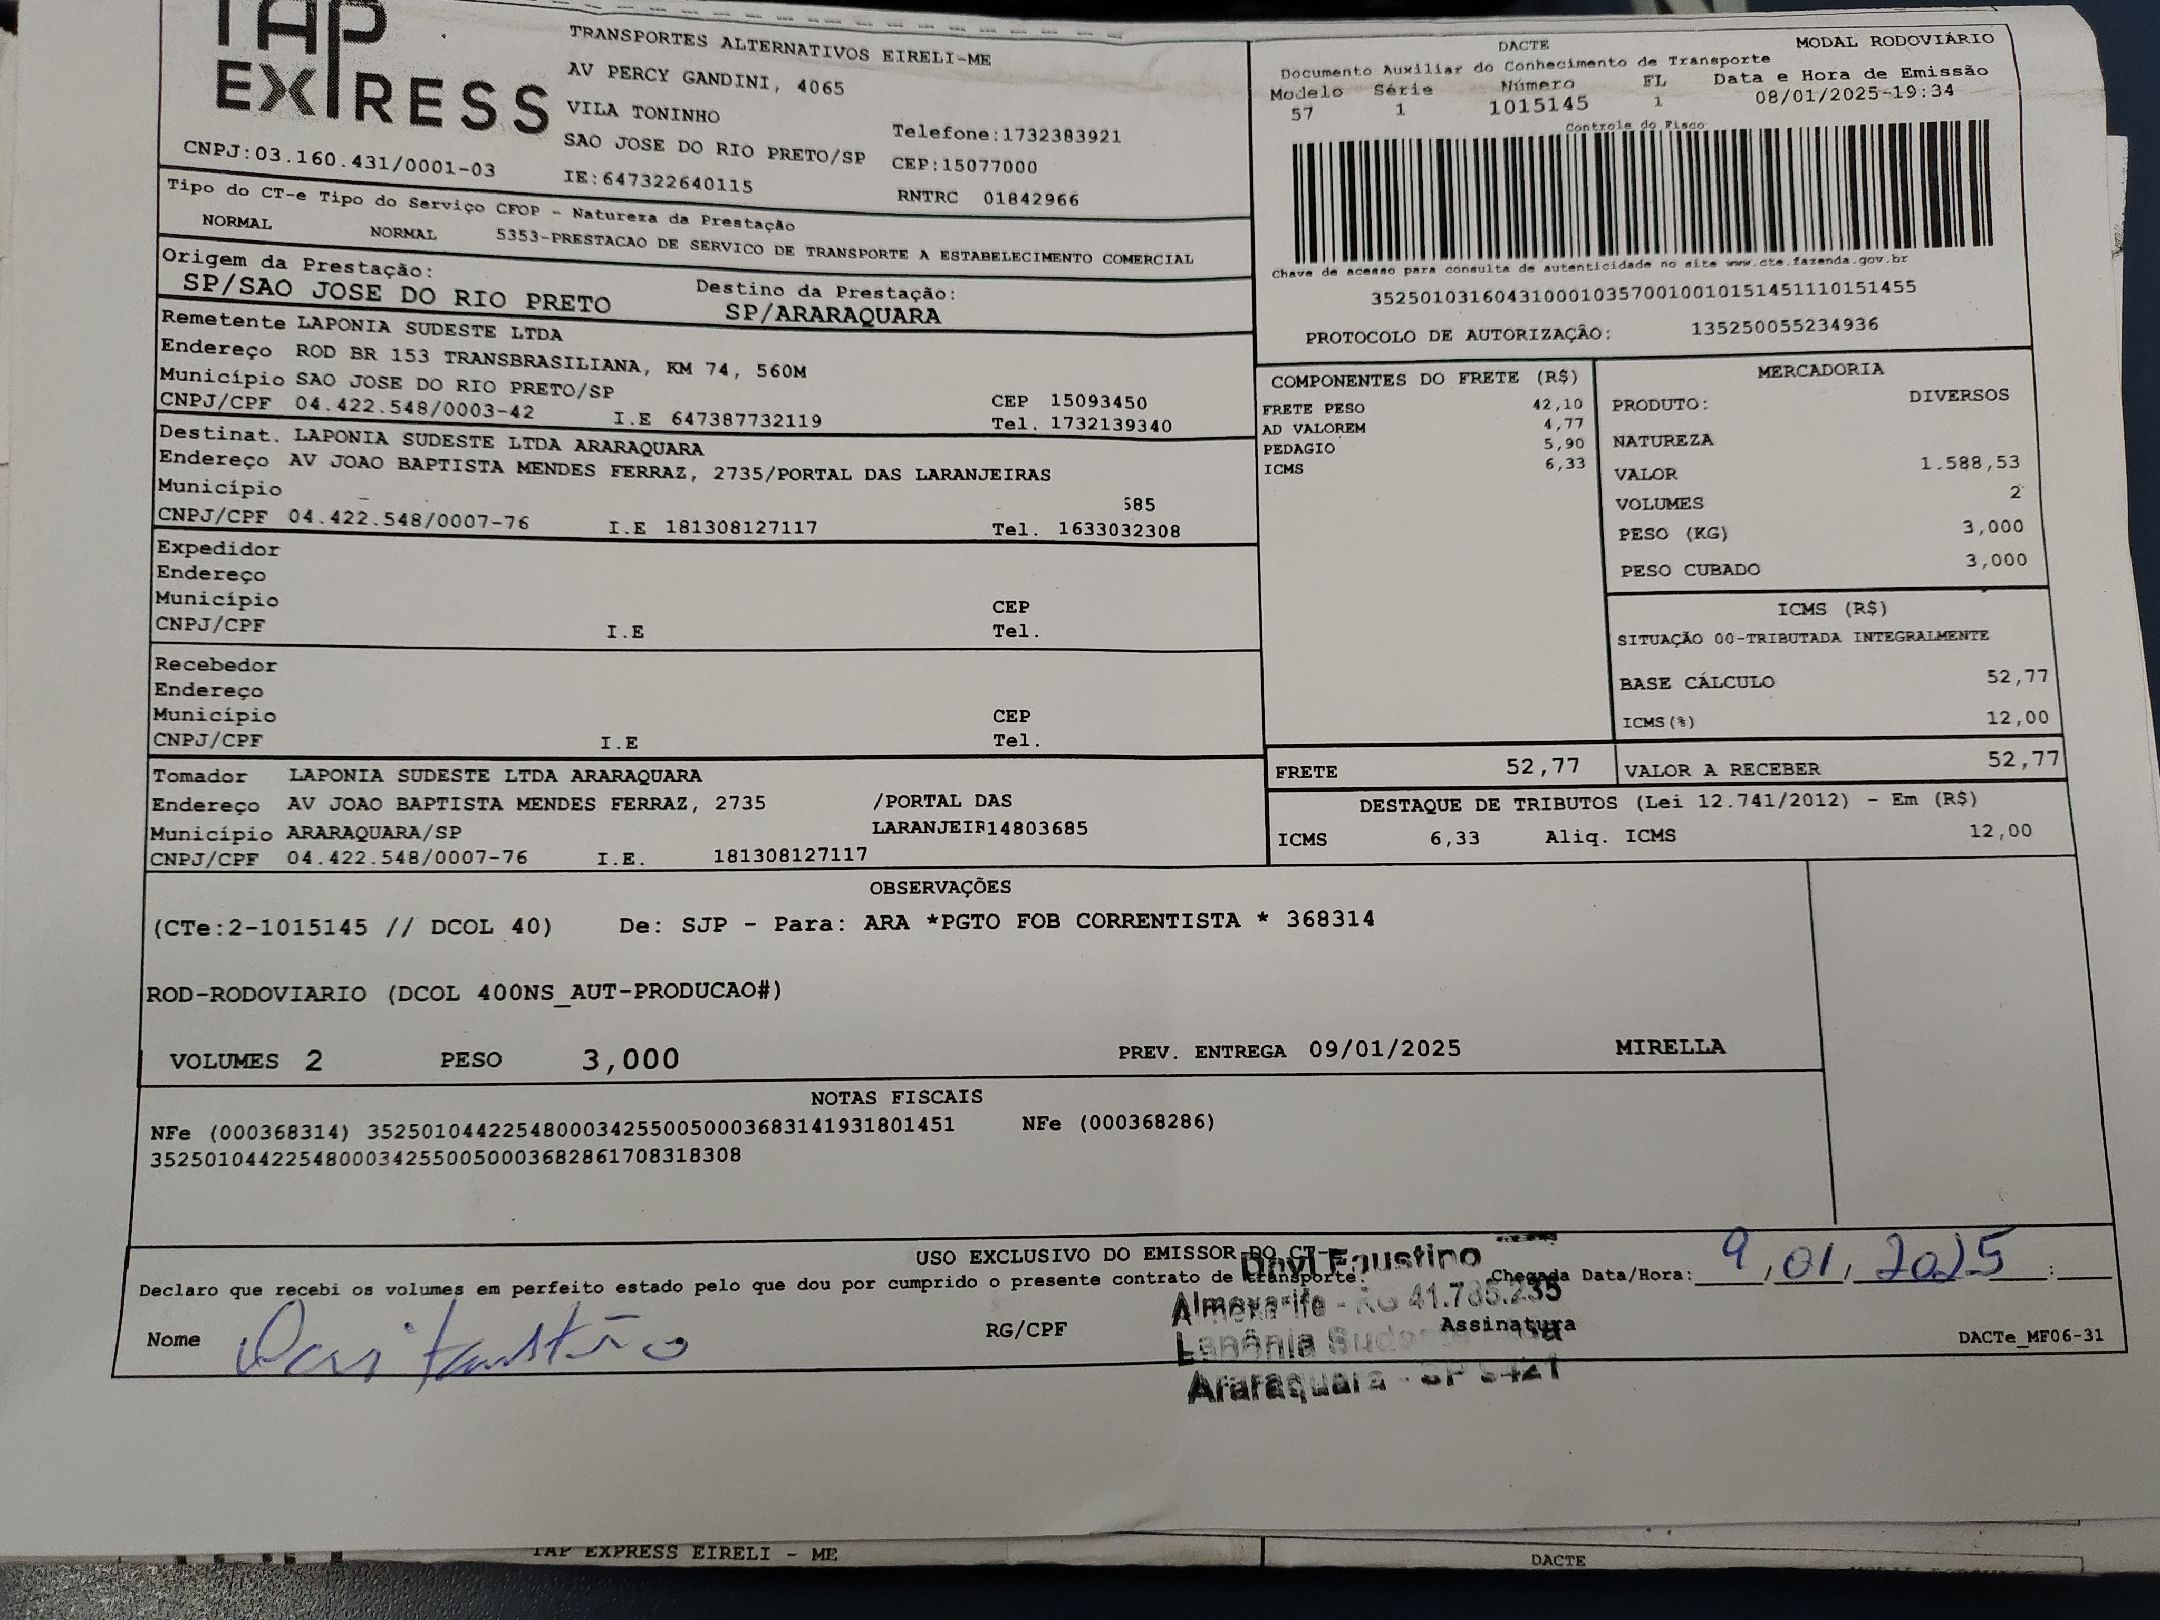 TAP
EXPRESS
TRANSPORTES ALTERNATIVOS EIRELI-ME
AV PERCY GANDINI, 4065
VILA TONINHO
Telefone:1732383921
SAO JOSE DO RIO PRETO/SP CEP:15077000
CNPJ:03.160.431/0001-03 IE:647322640115 RNTRC 01842966
DACTE MODAL RODOVIÁRIO
Documento Auxiliar do Conhecimento de Transporte
Modelo Série Número FL Data e Hora de Emissão
57 1 1015145 1 08/01/2025-19:34
Controle do Fisco
Chave de acesso para consulta de autenticidade no site www.cte.fazenda.gov.br
35250103160431000103570010010151451110151455
PROTOCOLO DE AUTORIZAÇÃO: 135250055234936
Tipo do CT-e Tipo do Serviço CFOP - Natureza da Prestação
NORMAL NORMAL 5353-PRESTACAO DE SERVICO DE TRANSPORTE A ESTABELECIMENTO COMERCIAL
Origem da Prestação: Destino da Prestação:
SP/SAO JOSE DO RIO PRETO SP/ARARAQUARA
Remetente LAPONIA SUDESTE LTDA
Endereço ROD BR 153 TRANSBRASILIANA, KM 74, 560M
Município SAO JOSE DO RIO PRETO/SP CEP 15093450
CNPJ/CPF 04.422.548/0003-42 I.E 647387732119 Tel. 1732139340
Destinat. LAPONIA SUDESTE LTDA ARARAQUARA
Endereço AV JOAO BAPTISTA MENDES FERRAZ, 2735/PORTAL DAS LARANJEIRAS
Município 585
CNPJ/CPF 04.422.548/0007-76 I.E 181308127117 Tel. 1633032308
Expedidor
Endereço
Município CEP
CNPJ/CPF I.E Tel.
Recebedor
Endereço
Município CEP
CNPJ/CPF I.E Tel.
Tomador LAPONIA SUDESTE LTDA ARARAQUARA
Endereço AV JOAO BAPTISTA MENDES FERRAZ, 2735 /PORTAL DAS
Município ARARAQUARA/SP LARANJEIR14803685
CNPJ/CPF 04.422.548/0007-76 I.E. 181308127117
COMPONENTES DO FRETE (R$)
FRETE PESO 42,10
AD VALOREM 4,77
PEDAGIO 5,90
ICMS 6,33
MERCADORIA
PRODUTO: DIVERSOS
NATUREZA
VALOR 1.588,53
VOLUMES 2
PESO (KG) 3,000
PESO CUBADO 3,000
ICMS (R$)
SITUAÇÃO 00-TRIBUTADA INTEGRALMENTE
BASE CÁLCULO 52,77
ICMS(%) 12,00
FRETE 52,77 VALOR A RECEBER 52,77
DESTAQUE DE TRIBUTOS (Lei 12.741/2012) - Em (R$)
ICMS 6,33 Aliq. ICMS 12,00
OBSERVAÇÕES
(CTe:2-1015145 // DCOL 40) De: SJP - Para: ARA *PGTO FOB CORRENTISTA * 368314
ROD-RODOVIARIO (DCOL 400NS_AUT-PRODUCAO#)
VOLUMES 2 PESO 3,000 PREV. ENTREGA 09/01/2025 MIRELLA
NOTAS FISCAIS
NFe (000368314) 35250104422548000342550050003683141931801451 NFe (000368286)
35250104422548000342550050003682861708318308
USO EXCLUSIVO DO EMISSOR DO CT-
Declaro que recebi os volumes em perfeito estado pelo que dou por cumprido o presente contrato de transporte. Chegada Data/Hora: 9, 01, 2025 :
Nome RG/CPF Assinatura
Faustino
Almoxarife - RG 41.785.235
Lapônia
Araraquara - SP
DACTe_MF06-31
TAP EXPRESS EIRELI - ME
DACTE